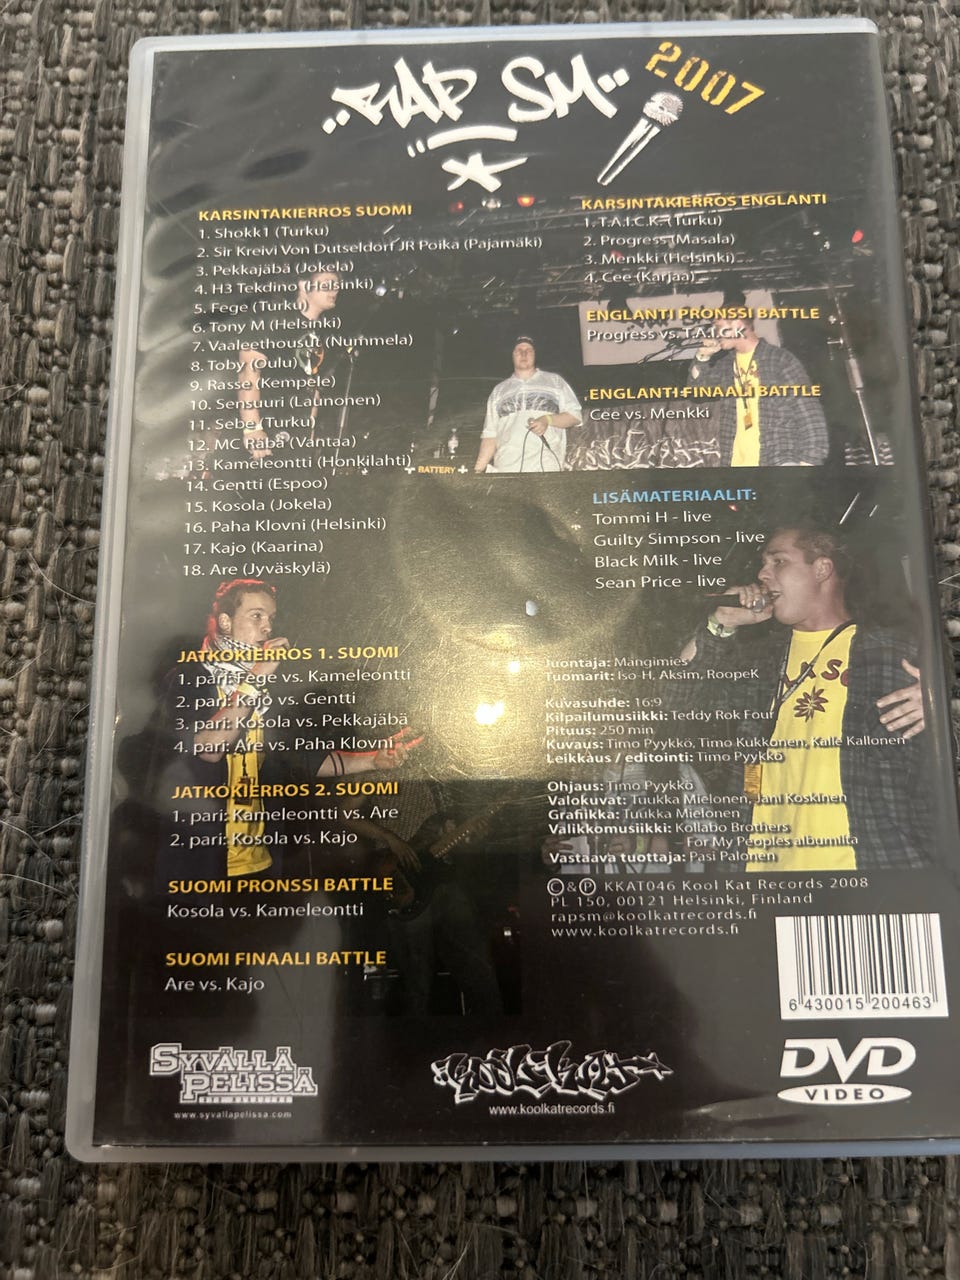 RAP SM 2007
KARSINTAKIERROS SUOMI
1. Shokk1 (Turku)
2. Sir Kreivi Von Dutseldorf JR Poika (Pajamäki)
3. Pekkajäbä (Jokela)
4. H3 Tekdino (Helsinki)
5. Fege (Turku)
6. Tony M (Helsinki)
7. Vaaleethousut (Nummela)
8. Toby (Oulu)
9. Rasse (Kempele)
10. Sensuuri (Launonen)
11. Sebe (Turku)
12. MC Räbä (Vantaa)
13. Kameleontti (Honkilahti)
14. Gentti (Espoo)
15. Kosola (Jokela)
16. Paha Klovni (Helsinki)
17. Kajo (Kaarina)
18. Are (Jyväskylä)
JATKOKIERROS 1. SUOMI
1. pari: Fege vs. Kameleontti
2. pari: Kajo vs. Gentti
3. pari: Kosola vs. Pekkajäbä
4. pari: Are vs. Paha Klovni
JATKOKIERROS 2. SUOMI
1. pari: Kameleontti vs. Are
2. pari: Kosola vs. Kajo
SUOMI PRONSSI BATTLE
Kosola vs. Kameleontti
SUOMI FINAALI BATTLE
Are vs. Kajo
KARSINTAKIERROS ENGLANTI
1. T.A.I.C.K. (Turku)
2. Progress (Masala)
3. Menkki (Helsinki)
4. Cee (Karjaa)
ENGLANTI PRONSSI BATTLE
Progress vs. T.A.I.C.K
ENGLANTI FINAALI BATTLE
Cee vs. Menkki
BATTERY
LISÄMATERIAALIT:
Tommi H - live
Guilty Simpson - live
Black Milk - live
Sean Price - live
Juontaja: Mängimies
Tuomarit: Iso-H, Aksim, RoopeK
Kuvasuhde: 16:9
Kilpailumusiikki: Teddy Rok Four
Pituus: 250 min
Kuvaus: Timo Pyykkö, Timo Kukkonen, Kalle Kallonen
Leikkaus / editointi: Timo Pyykkö
Ohjaus: Timo Pyykkö
Valokuvat: Tuukka Mielonen, Jani Koskinen
Grafiikka: Tuukka Mielonen
Välikkomusiikki: Kollabo Brothers
- For My Peoples albumilta
Vastaava tuottaja: Pasi Palonen
©&℗ KKAT046 Kool Kat Records 2008
PL 150, 00121 Helsinki, Finland
rapsm@koolkatrecords.fi
www.koolkatrecords.fi
6 430015 200463
SYVÄLLÄ
PELISSÄ
www.syvallapelissa.com
KOOL KAT
www.koolkatrecords.fi
DVD
VIDEO